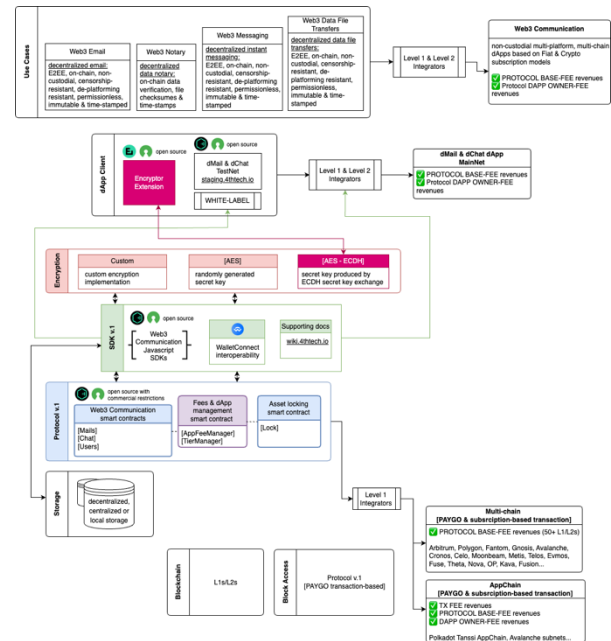 Use Cases
Web3 Email
decentralized email:
E2EE, on-chain, non-
custodial, censorship-
resistant, de-platforming
resistant, permissionless,
immutable & time-
stamped
Web3 Notary
decentralized
data notary:
on-chain data
verification, file
checksums &
time-stamps
Web3 Messaging
decentralized instant
messaging:
E2EE, on-chain, non-
custodial, censorship-
resistant, de-platforming
resistant, permissionless,
immutable & time-
stamped
Web3 Data File
Transfers
decentralized data file
transfers:
E2EE, on-chain, non-
custodial, censorship-
resistant, de-platforming
resistant, permissionless,
immutable & time-
stamped
Level 1 & Level 2
Integrators
Web3 Communication
non-custodial multi-platform, multi-chain
dApps based on Fiat & Crypto
subscription models
PROTOCOL BASE-FEE revenues
Protocol DAPP OWNER-FEE
revenues
dApp Client
open source
Encryptor
Extension
open source
dMail & dChat
TestNet
staging.4thtech.io
WHITE-LABEL
Level 1 & Level 2
Integrators
dMail & dChat dApp
MainNet
PROTOCOL BASE-FEE revenues
Protocol DAPP OWNER-FEE
revenues
Encryption
Custom
custom encryption
implementation
[AES]
randomly generated
secret key
[AES - ECDH]
secret key produced by
ECDH secret key exchange
SDK v.1
open source
Web3
Communication
Javascript
SDKs
WalletConnect
interoperability
Supporting docs
wiki.4thtech.io
Protocol v.1
open source with
commercial restrictions
Web3 Communication
smart contracts
[Mails]
[Chat]
[Users]
Fees & dApp
management
smart contract
[AppFeeManager]
[TierManager]
Asset locking
smart contract
[Lock]
Storage
decentralized,
centralized or
local storage
Level 1
Integrators
Multi-chain
[PAYGO & subsrciption-based transaction]
PROTOCOL BASE-FEE revenues (50+ L1/L2s)
Arbitrum, Polygon, Fantom, Gnosis, Avalanche,
Cronos, Celo, Moonbeam, Metis, Telos, Evmos,
Fuse, Theta, Nova, OP, Kava, Fusion...
Blockchain
L1s/L2s
Block Access
Protocol v.1
[PAYGO transaction-based]
AppChain
[PAYGO & subsrciption-based transaction]
TX FEE revenues
PROTOCOL BASE-FEE revenues
DAPP OWNER-FEE revenues
Polkadot Tanssi AppChain, Avalanche subnets...